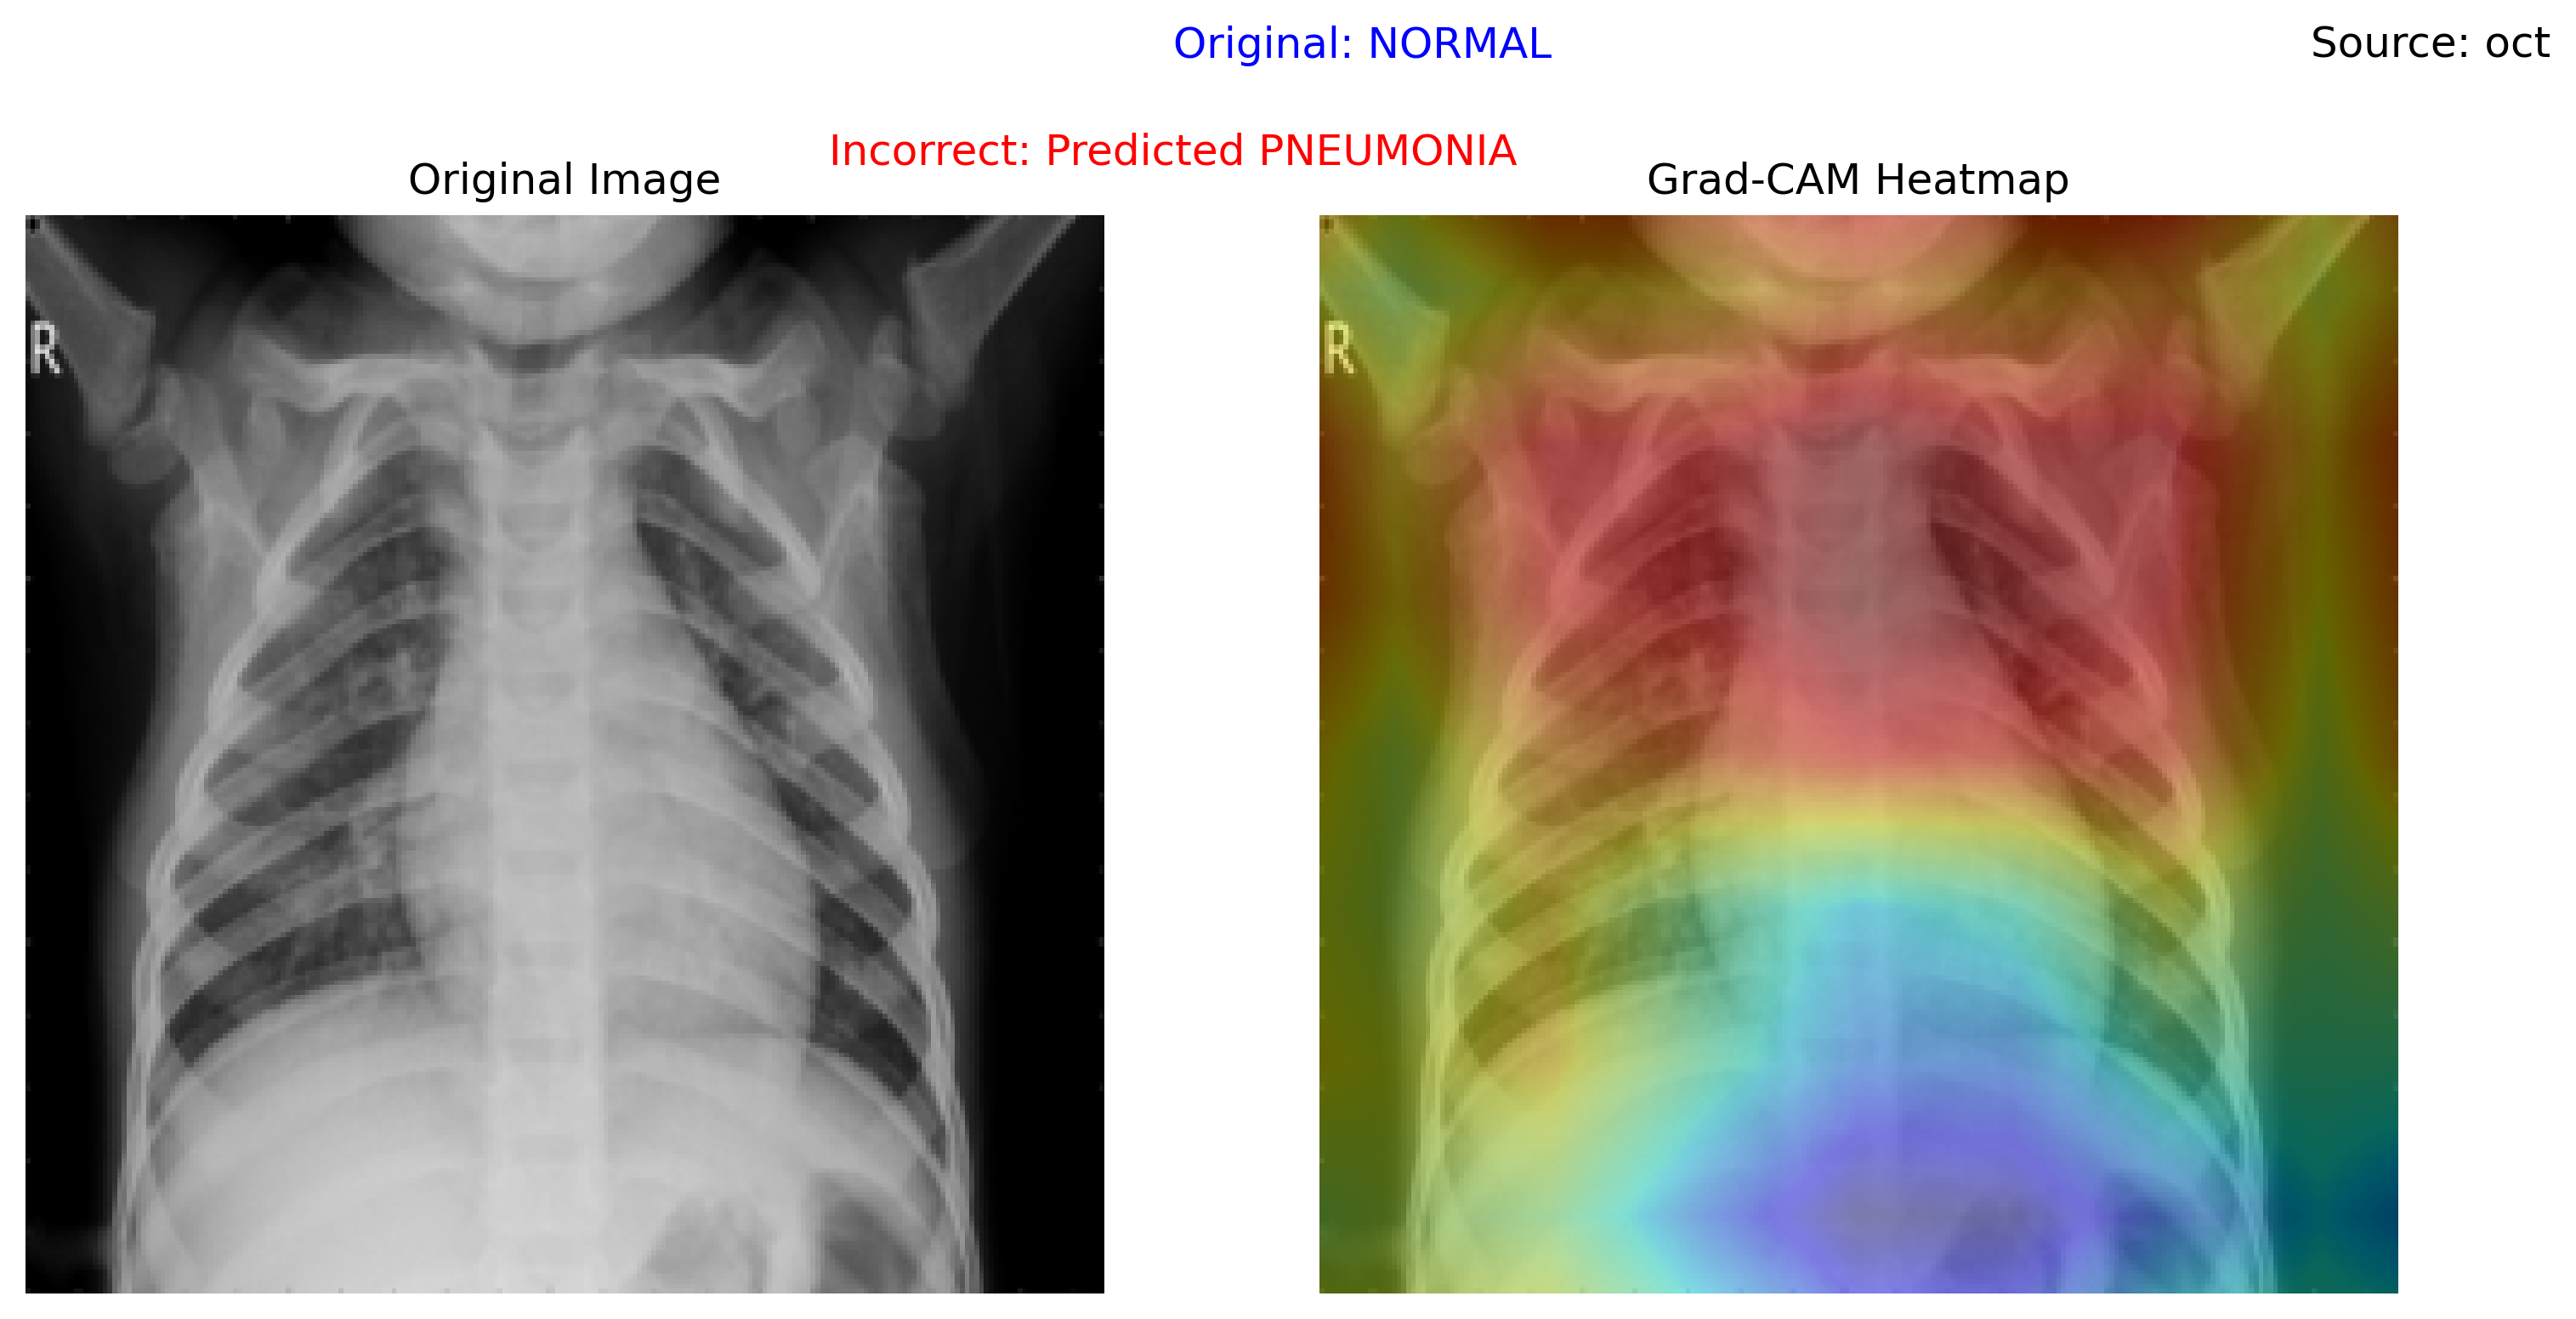 Original: NORMAL
Source: oct
Incorrect: Predicted PNEUMONIA
Original Image
Grad-CAM Heatmap
R
R